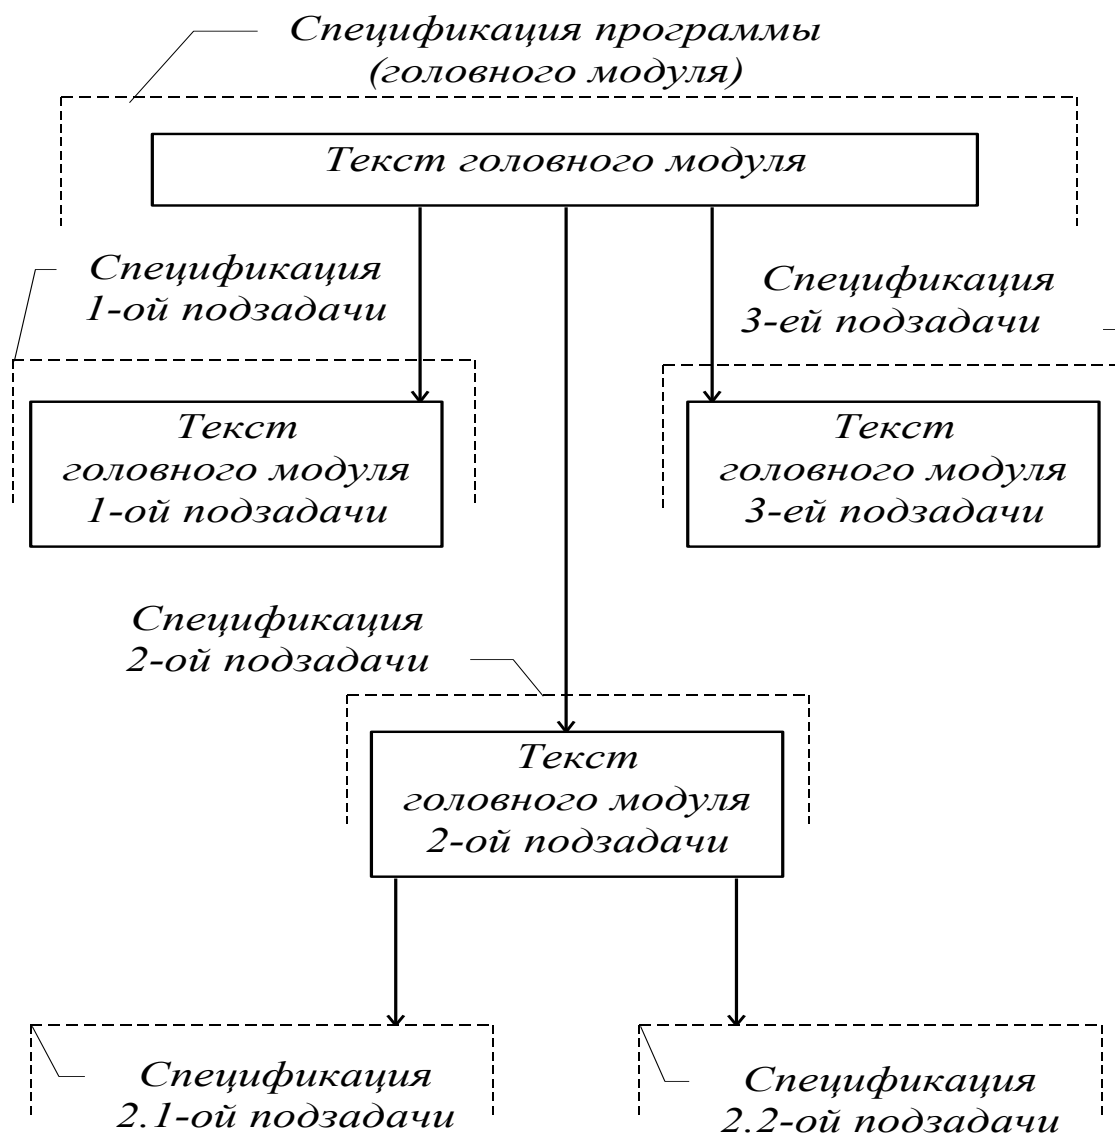 Спецификация программы
(головного модуля)
Текст головного модуля
Спецификация
1-ой подзадачи
Спецификация
3-ей подзадачи
Текст
головного модуля
1-ой подзадачи
Текст
головного модуля
3-ей подзадачи
Спецификация
2-ой подзадачи
Текст
головного модуля
2-ой подзадачи
Спецификация
2.1-ой подзадачи
Спецификация
2.2-ой подзадачи